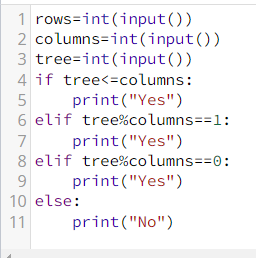 1 rows=int(input())
2 columns=int(input())
3 tree=int(input())
4 if tree<=columns:
5     print("Yes")
6 elif tree%columns==1:
7     print("Yes")
8 elif tree%columns==0:
9     print("Yes")
10 else:
11     print("No")